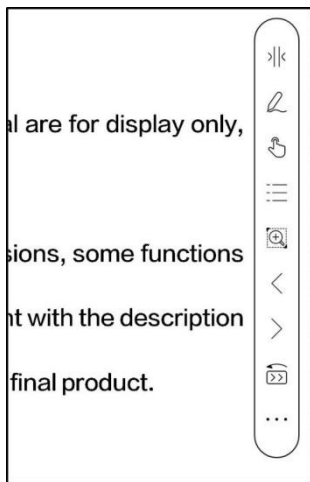 are for display only,
sions, some functions
with the description
final product.